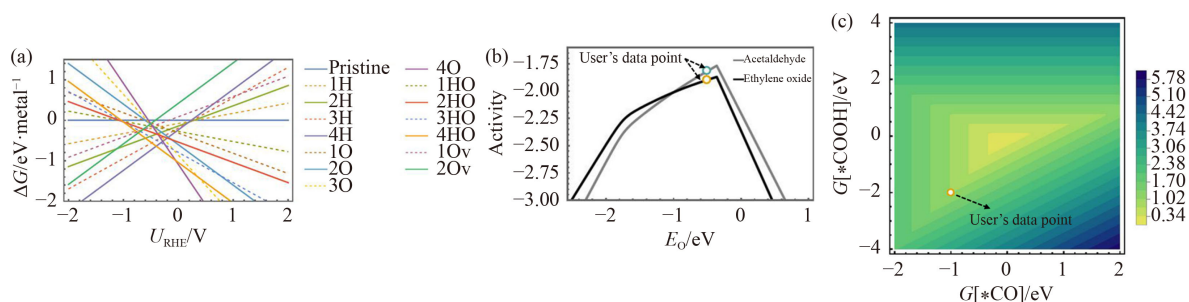 (a)
1
0
−1
−2
ΔG/eV·metal⁻¹
−2
−1
0
1
2
U_RHE/V
Pristine
1H
2H
3H
4H
1O
2O
3O
4O
1HO
2HO
3HO
4HO
1Ov
2Ov
(b)
−1.75
−2.00
−2.25
−2.50
−2.75
−3.00
Activity
User's data point
Acetaldehyde
Ethylene oxide
−2
−1
0
1
E_O/eV
(c)
4
2
0
−2
−4
G[*COOH]/eV
User's data point
−2
−1
0
1
2
G[*CO]/eV
5.78
5.10
4.42
3.74
3.06
2.38
1.70
1.02
0.34